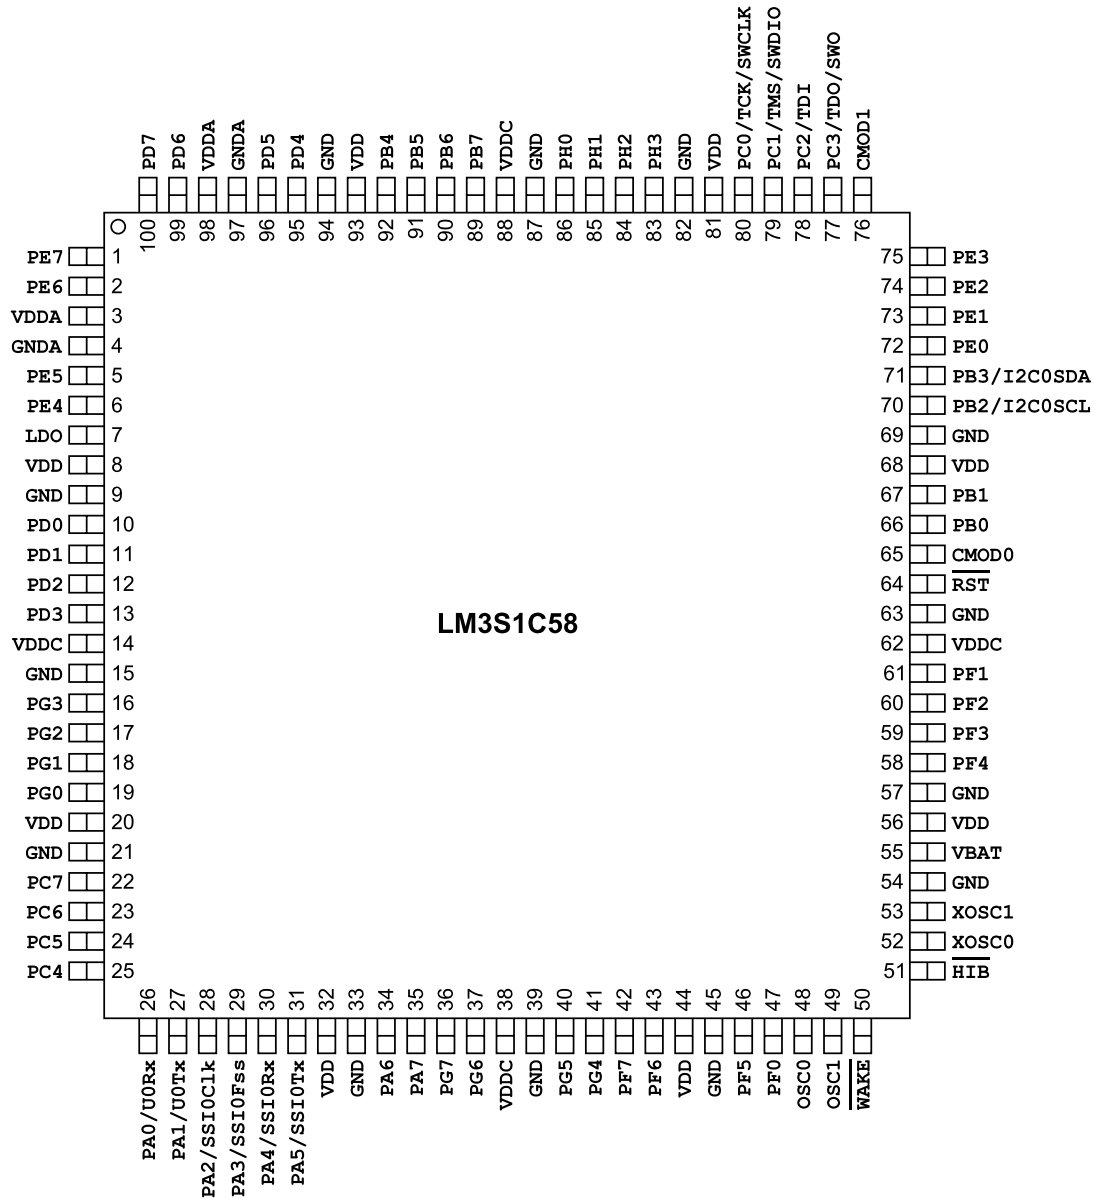 PD7
PD6
VDDA
GNDA
PD5
PD4
GND
VDD
PB4
PB5
PB6
PB7
VDDC
GND
PH0
PH1
PH2
PH3
GND
VDD
PC0/TCK/SWCLK
PC1/TMS/SWDIO
PC2/TDI
PC3/TDO/SWO
CMOD1
100
99
98
97
96
95
94
93
92
91
90
89
88
87
86
85
84
83
82
81
80
79
78
77
76
PE7 1
PE6 2
VDDA 3
GNDA 4
PE5 5
PE4 6
LDO 7
VDD 8
GND 9
PD0 10
PD1 11
PD2 12
PD3 13
VDDC 14
GND 15
PG3 16
PG2 17
PG1 18
PG0 19
VDD 20
GND 21
PC7 22
PC6 23
PC5 24
PC4 25
LM3S1C58
75 PE3
74 PE2
73 PE1
72 PE0
71 PB3/I2C0SDA
70 PB2/I2C0SCL
69 GND
68 VDD
67 PB1
66 PB0
65 CMOD0
64 RST
63 GND
62 VDDC
61 PF1
60 PF2
59 PF3
58 PF4
57 GND
56 VDD
55 VBAT
54 GND
53 XOSC1
52 XOSC0
51 HIB
26
27
28
29
30
31
32
33
34
35
36
37
38
39
40
41
42
43
44
45
46
47
48
49
50
PA0/U0Rx
PA1/U0Tx
PA2/SSI0Clk
PA3/SSI0Fss
PA4/SSI0Rx
PA5/SSI0Tx
VDD
GND
PA6
PA7
PG7
PG6
VDDC
GND
PG5
PG4
PF7
PF6
VDD
GND
PF5
PF0
OSC0
OSC1
WAKE